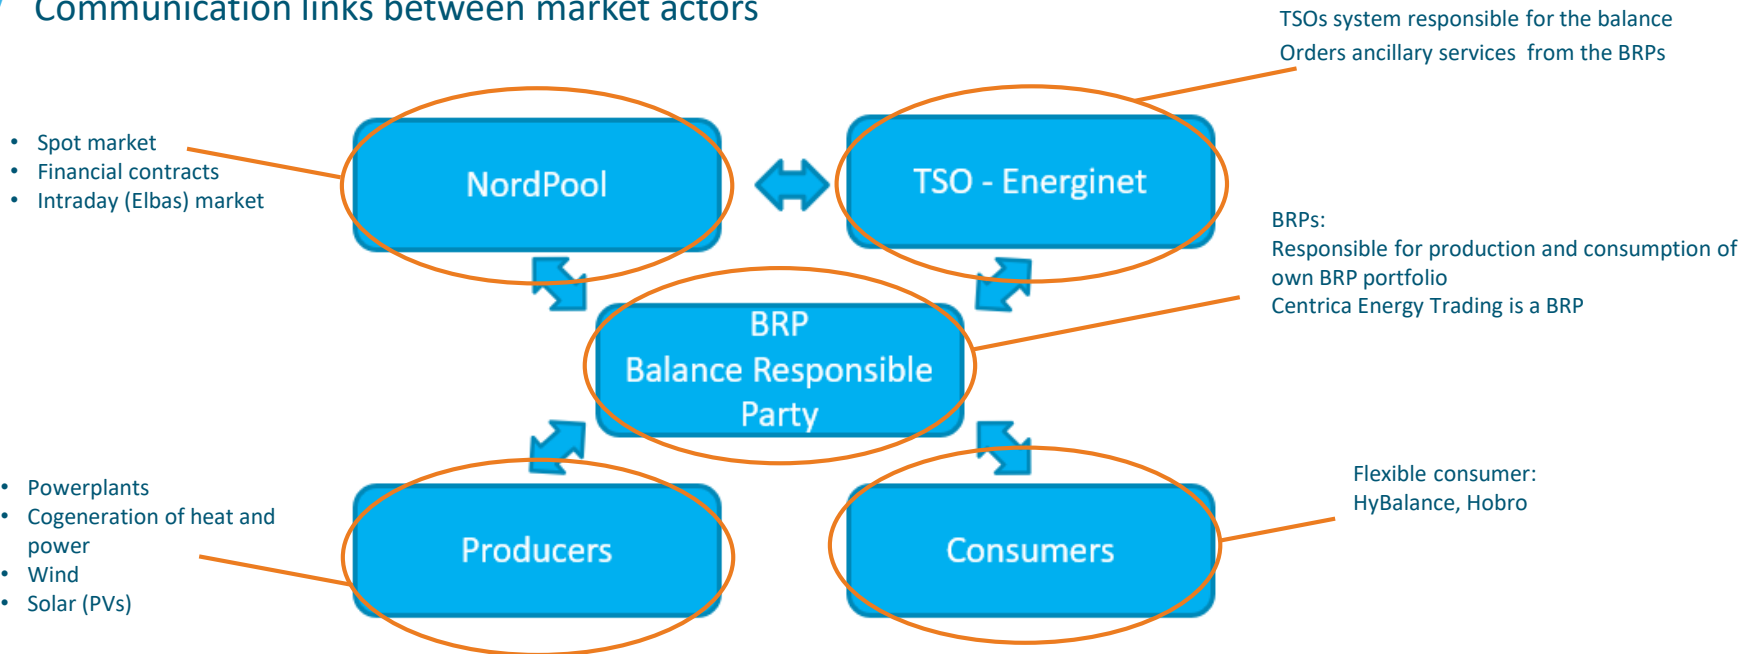 Communication links between market actors
TSOs system responsible for the balance
Orders ancillary services from the BRPs
• Spot market
• Financial contracts
• Intraday (Elbas) market
NordPool
TSO - Energinet
BRPs:
Responsible for production and consumption of
own BRP portfolio
Centrica Energy Trading is a BRP
BRP
Balance Responsible
Party
• Powerplants
• Cogeneration of heat and
power
• Wind
• Solar (PVs)
Producers
Consumers
Flexible consumer:
HyBalance, Hobro